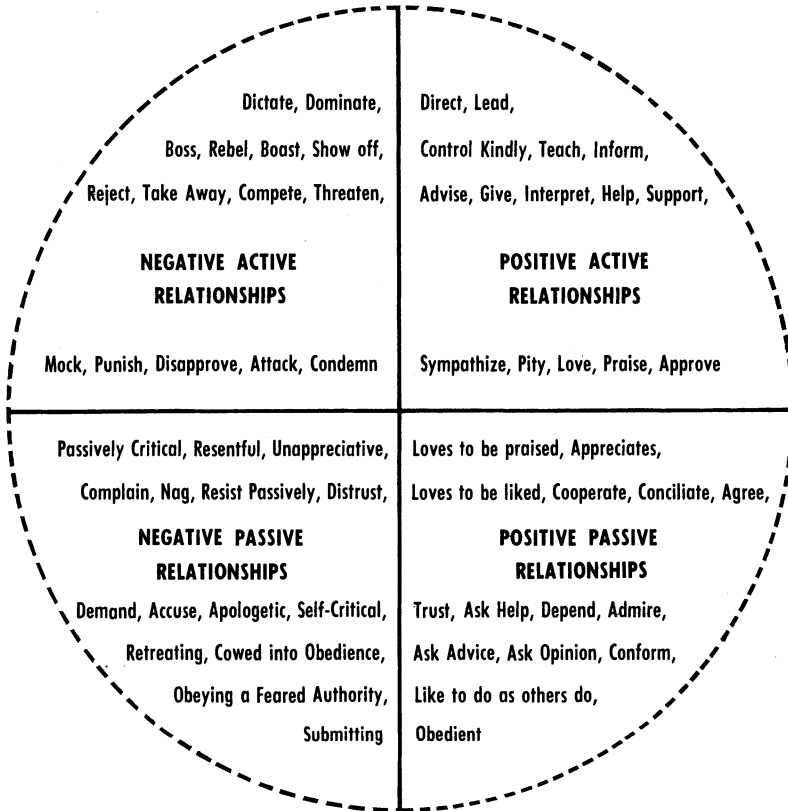 Dictate, Dominate,
Boss, Rebel, Boast, Show off,
Reject, Take Away, Compete, Threaten,
NEGATIVE ACTIVE
RELATIONSHIPS
Mock, Punish, Disapprove, Attack, Condemn
Direct, Lead,
Control Kindly, Teach, Inform,
Advise, Give, Interpret, Help, Support,
POSITIVE ACTIVE
RELATIONSHIPS
Sympathize, Pity, Love, Praise, Approve
Passively Critical, Resentful, Unappreciative,
Complain, Nag, Resist Passively, Distrust,
NEGATIVE PASSIVE
RELATIONSHIPS
Demand, Accuse, Apologetic, Self-Critical,
Retreating, Cowed into Obedience,
Obeying a Feared Authority,
Submitting
Loves to be praised, Appreciates,
Loves to be liked, Cooperate, Conciliate, Agree,
POSITIVE PASSIVE
RELATIONSHIPS
Trust, Ask Help, Depend, Admire,
Ask Advice, Ask Opinion, Conform,
Like to do as others do,
Obedient